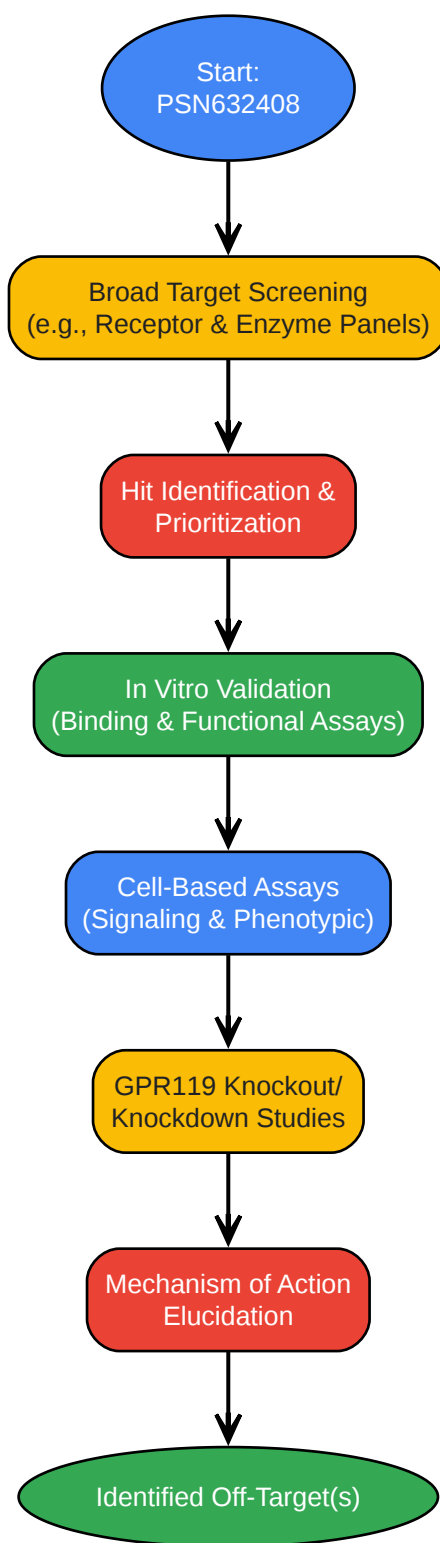 Start:
PSN632408
Broad Target Screening
(e.g., Receptor & Enzyme Panels)
Hit Identification &
Prioritization
In Vitro Validation
(Binding & Functional Assays)
Cell-Based Assays
(Signaling & Phenotypic)
GPR119 Knockout/
Knockdown Studies
Mechanism of Action
Elucidation
Identified Off-Target(s)